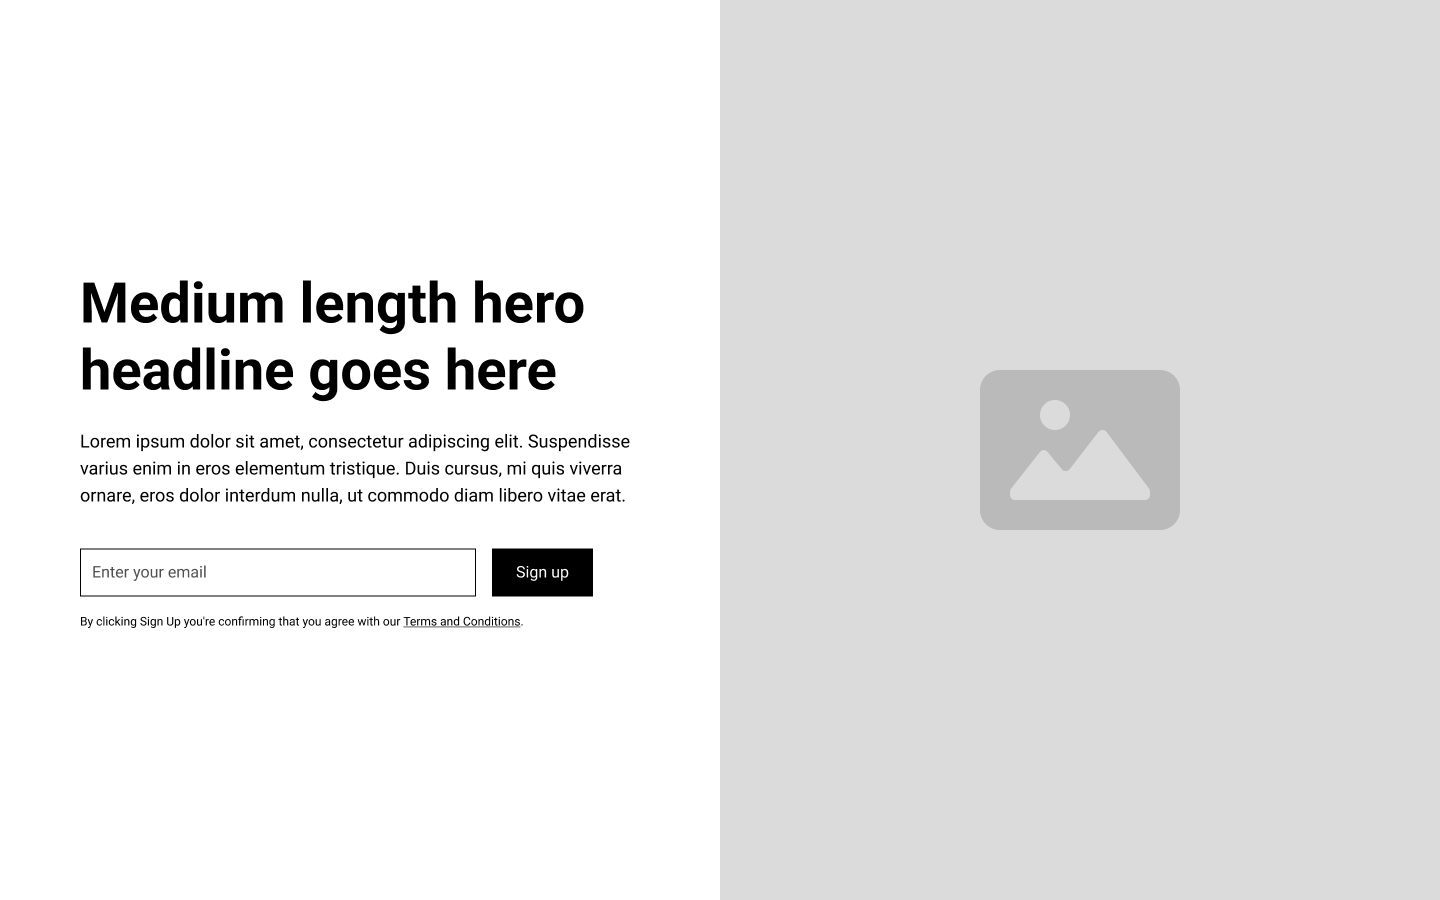 Medium length hero
headline goes here
Lorem ipsum dolor sit amet, consectetur adipiscing elit. Suspendisse
varius enim in eros elementum tristique. Duis cursus, mi quis viverra
ornare, eros dolor interdum nulla, ut commodo diam libero vitae erat.
Enter your email
Sign up
By clicking Sign Up you're confirming that you agree with our Terms and Conditions.